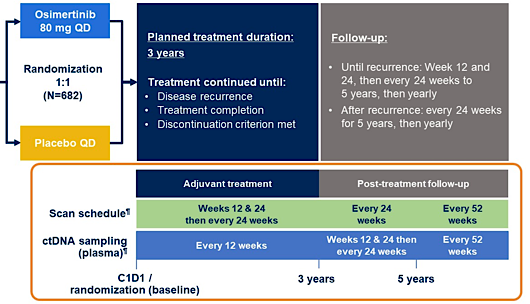 Osimertinib
80 mg QD
Randomization
1:1
(N=682)
Placebo QD
Planned treatment duration:
3 years
Treatment continued until:
• Disease recurrence
• Treatment completion
• Discontinuation criterion met
Follow-up:
• Until recurrence: Week 12 and
24, then every 24 weeks to
5 years, then yearly
• After recurrence: every 24 weeks
for 5 years, then yearly
Adjuvant treatment
Post-treatment follow-up
Scan schedule¶
Weeks 12 & 24
then every 24 weeks
Every 24
weeks
Every 52
weeks
ctDNA sampling
(plasma)¶
Every 12 weeks
Weeks 12 & 24 then
every 24 weeks
Every 52
weeks
C1D1 /
randomization (baseline)
3 years
5 years